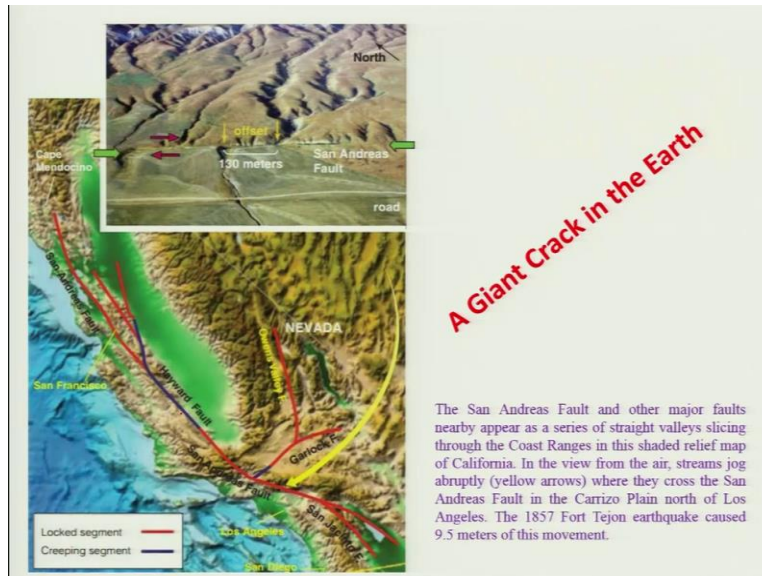 North
offset
130 meters
San Andreas
Fault
road
Cape
Mendocino
A Giant Crack in the Earth
San Andreas Fault
San Francisco
Hayward Fault
NEVADA
Owens Valley F.
Garlock F.
San Andreas Fault
San Jacinto F.
Los Angeles
San Diego
Locked segment
Creeping segment
The San Andreas Fault and other major faults
nearby appear as a series of straight valleys slicing
through the Coast Ranges in this shaded relief map
of California. In the view from the air, streams jog
abruptly (yellow arrows) where they cross the San
Andreas Fault in the Carrizo Plain north of Los
Angeles. The 1857 Fort Tejon earthquake caused
9.5 meters of this movement.